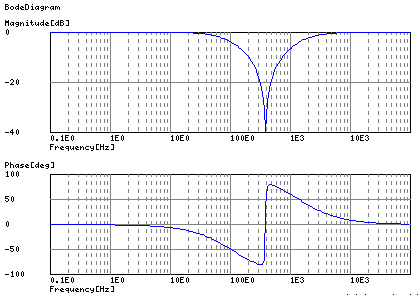 BodeDiagram
Magnitude[dB]
0
-20
-40
0.1E0 1E0 10E0 100E0 1E3 10E3
Frequency[Hz]
Phase[deg]
100
50
0
-50
-100
0.1E0 1E0 10E0 100E0 1E3 10E3
Frequency[Hz]